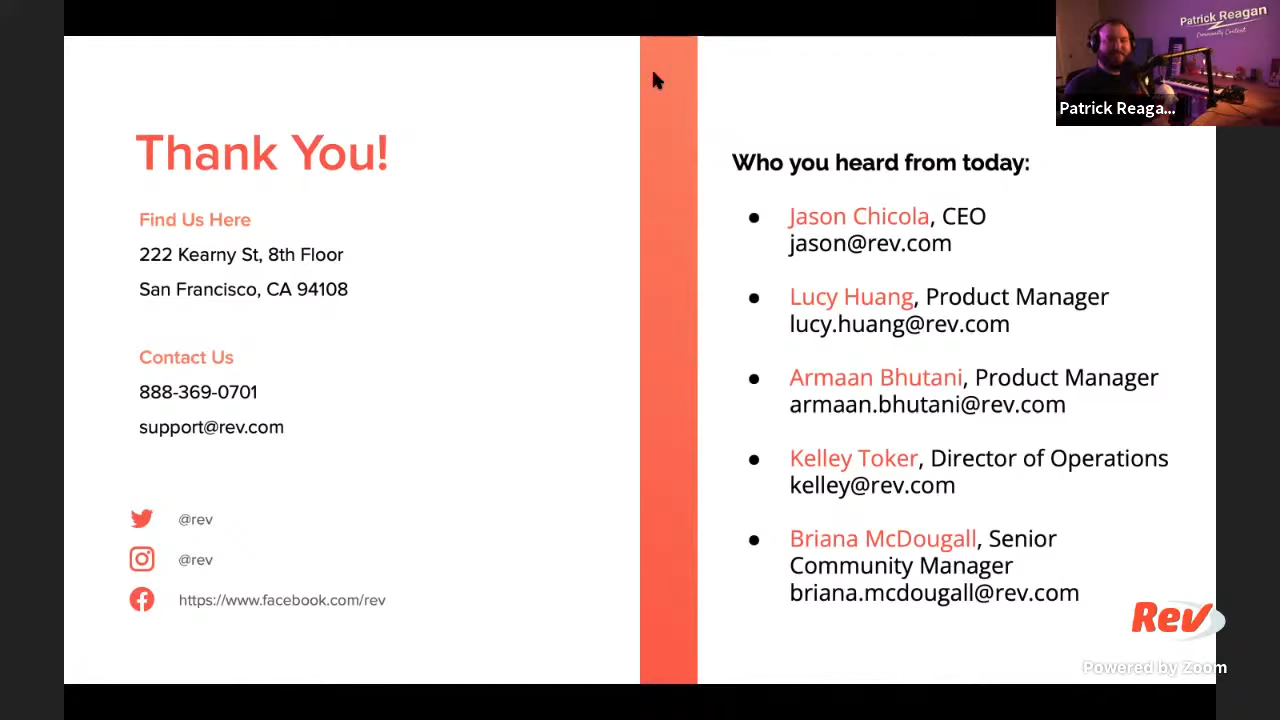 Thank You!
Find Us Here
222 Kearny St, 8th Floor
San Francisco, CA 94108
Contact Us
888-369-0701
support@rev.com
@rev
@rev
https://www.facebook.com/rev
Patrick Reagan
Community Content
Patrick Reaga...
Who you heard from today:
● Jason Chicola, CEO
jason@rev.com
● Lucy Huang, Product Manager
lucy.huang@rev.com
● Armaan Bhutani, Product Manager
armaan.bhutani@rev.com
● Kelley Toker, Director of Operations
kelley@rev.com
● Briana McDougall, Senior
Community Manager
briana.mcdougall@rev.com
Rev
Powered by Zoom